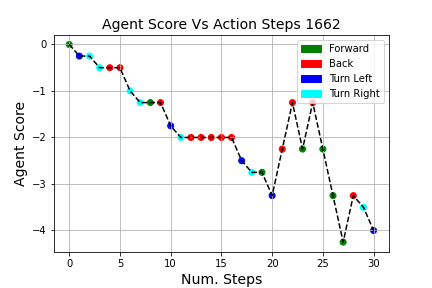 Agent Score Vs Action Steps 1662
Forward
Back
Turn Left
Turn Right
Agent Score
0
−1
−2
−3
−4
0 5 10 15 20 25 30
Num. Steps